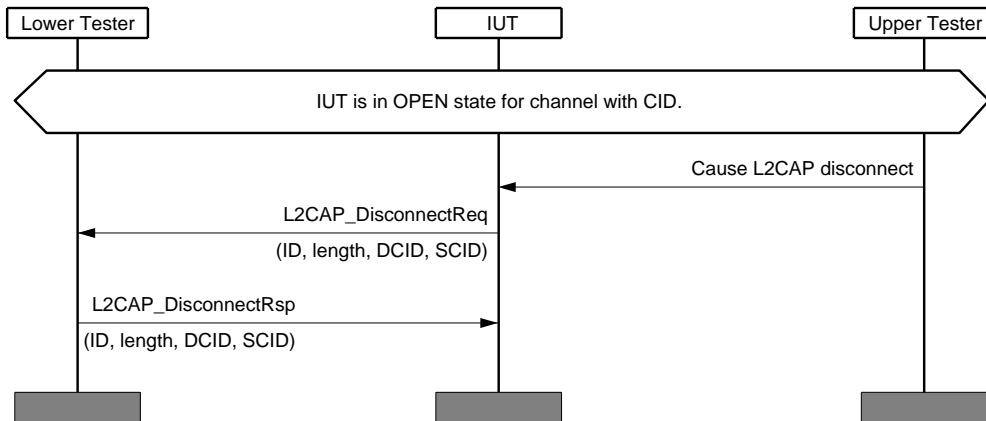 Lower Tester
IUT
Upper Tester
IUT is in OPEN state for channel with CID.
Cause L2CAP disconnect
L2CAP_DisconnectReq
(ID, length, DCID, SCID)
L2CAP_DisconnectRsp
(ID, length, DCID, SCID)